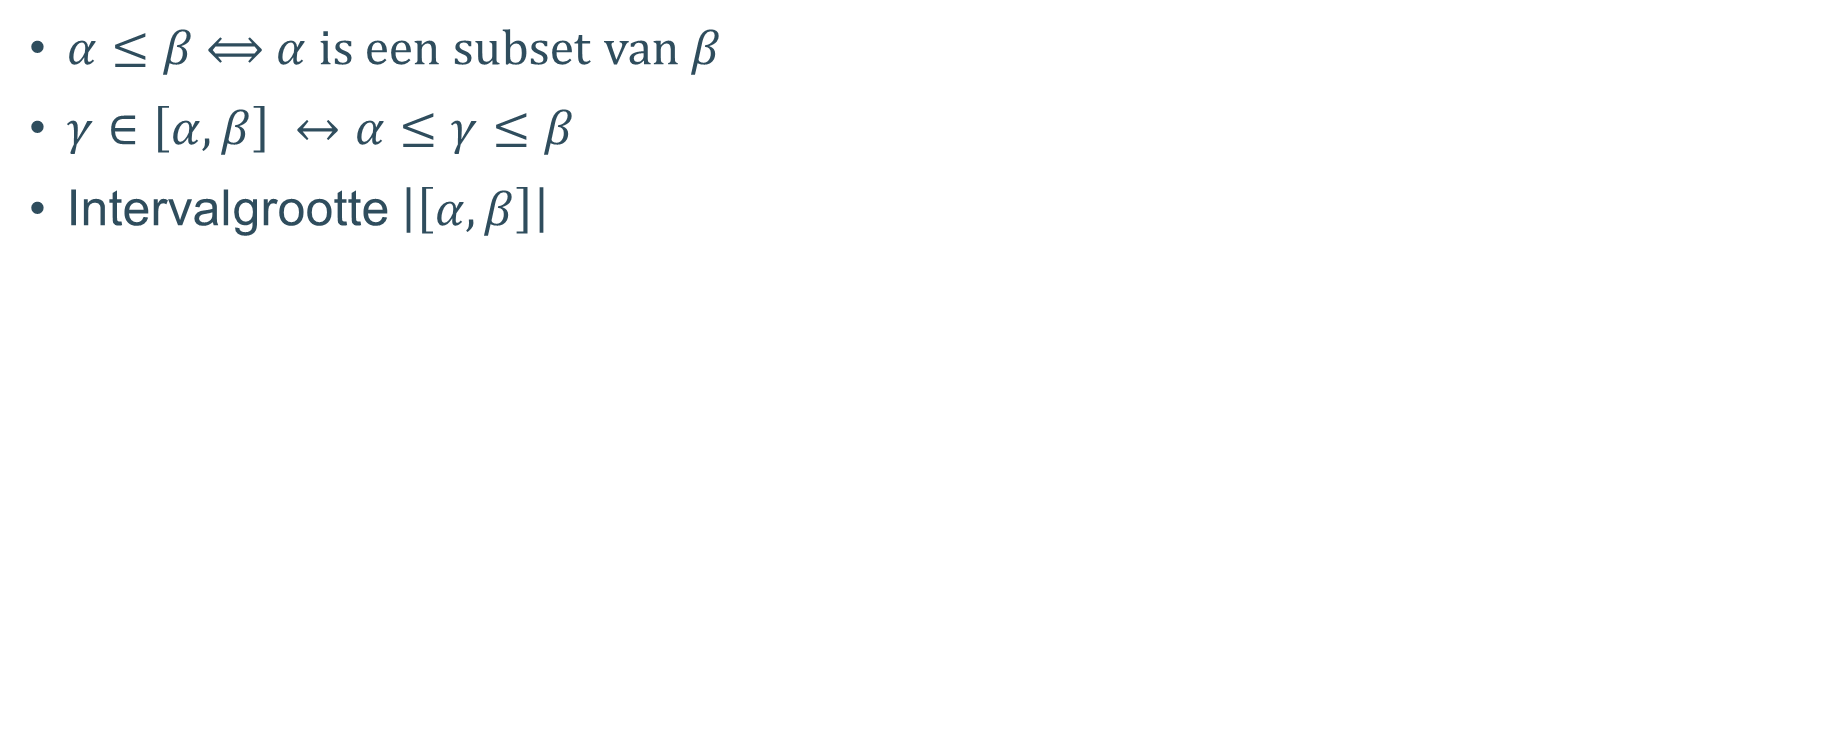 • α ≤ β ⟺ α is een subset van β
• γ ∈ [α, β] ↔ α ≤ γ ≤ β
• Intervalgrootte |[α, β]|